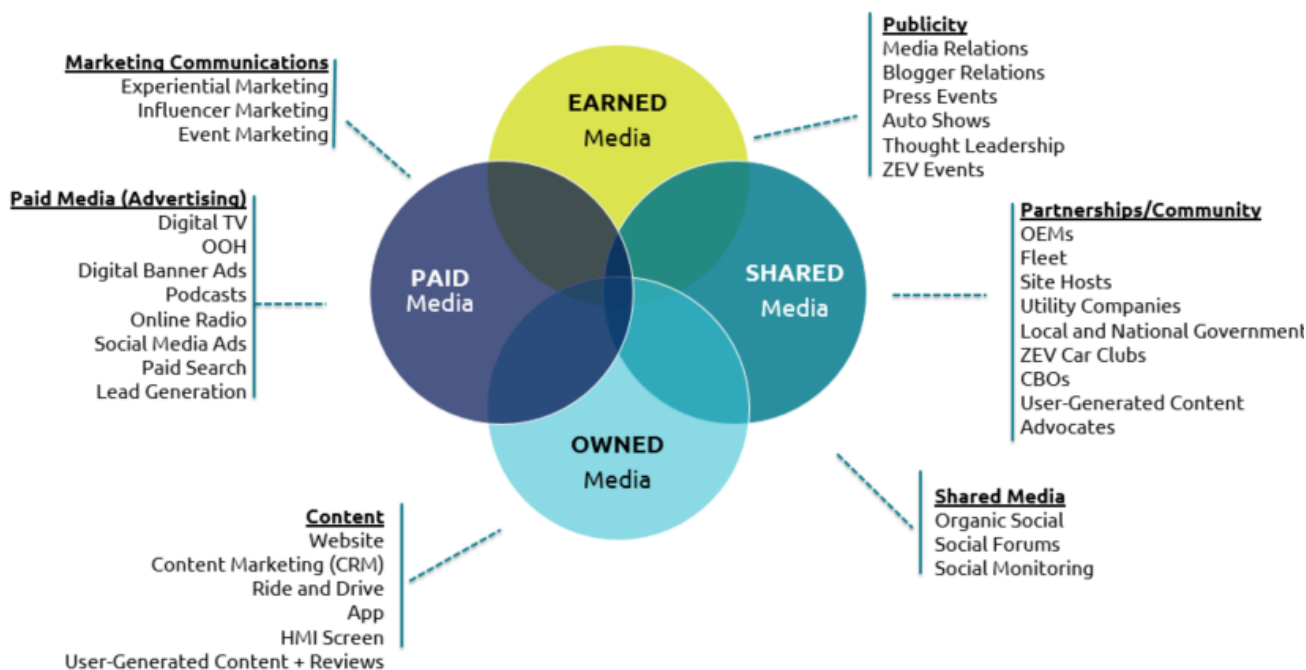 Marketing Communications
Experiential Marketing
Influencer Marketing
Event Marketing
Paid Media (Advertising)
Digital TV
OOH
Digital Banner Ads
Podcasts
Online Radio
Social Media Ads
Paid Search
Lead Generation
EARNED
Media
PAID
Media
SHARED
Media
OWNED
Media
Publicity
Media Relations
Blogger Relations
Press Events
Auto Shows
Thought Leadership
ZEV Events
Partnerships/Community
OEMs
Fleet
Site Hosts
Utility Companies
Local and National Government
ZEV Car Clubs
CBOs
User-Generated Content
Advocates
Shared Media
Organic Social
Social Forums
Social Monitoring
Content
Website
Content Marketing (CRM)
Ride and Drive
App
HMI Screen
User-Generated Content + Reviews